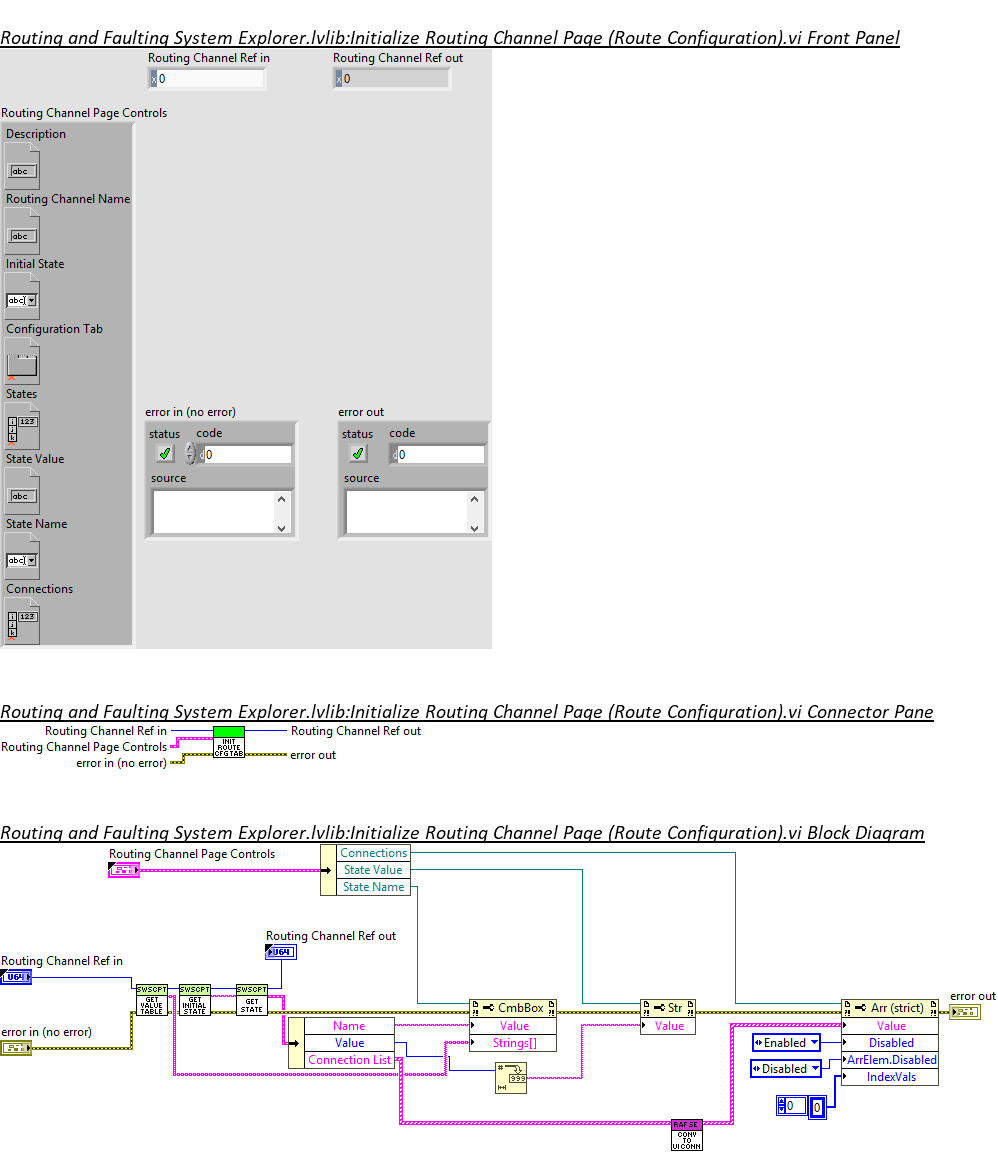 Routing and Faulting System Explorer.lvlib:Initialize Routing Channel Page (Route Configuration).vi Front Panel
Routing Channel Ref in
Routing Channel Ref out
x 0
x 0
Routing Channel Page Controls
Description
abc
Routing Channel Name
abc
Initial State
abc
Configuration Tab
States
i
j
k
123
State Value
abc
State Name
abc
Connections
i
j
k
123
error in (no error)
error out
status code
status code
d 0
d 0
source
source
Routing and Faulting System Explorer.lvlib:Initialize Routing Channel Page (Route Configuration).vi Connector Pane
Routing Channel Ref in
Routing Channel Ref out
Routing Channel Page Controls
error in (no error)
error out
INIT
ROUTE
CFG TAB
Routing and Faulting System Explorer.lvlib:Initialize Routing Channel Page (Route Configuration).vi Block Diagram
Routing Channel Page Controls
Connections
State Value
State Name
Routing Channel Ref out
U64
Routing Channel Ref in
U64
SWSCPT
GET
VALUE
TABLE
SWSCPT
GET
INITIAL
STATE
SWSCPT
GET
STATE
error in (no error)
Name
Value
Connection List
CmbBox
Value
Strings[]
#
999
Str
Value
Arr (strict)
Value
Disabled
ArrElem.Disabled
IndexVals
error out
Enabled
Disabled
0
0
RAF SE
CONV
TO
UI CONN